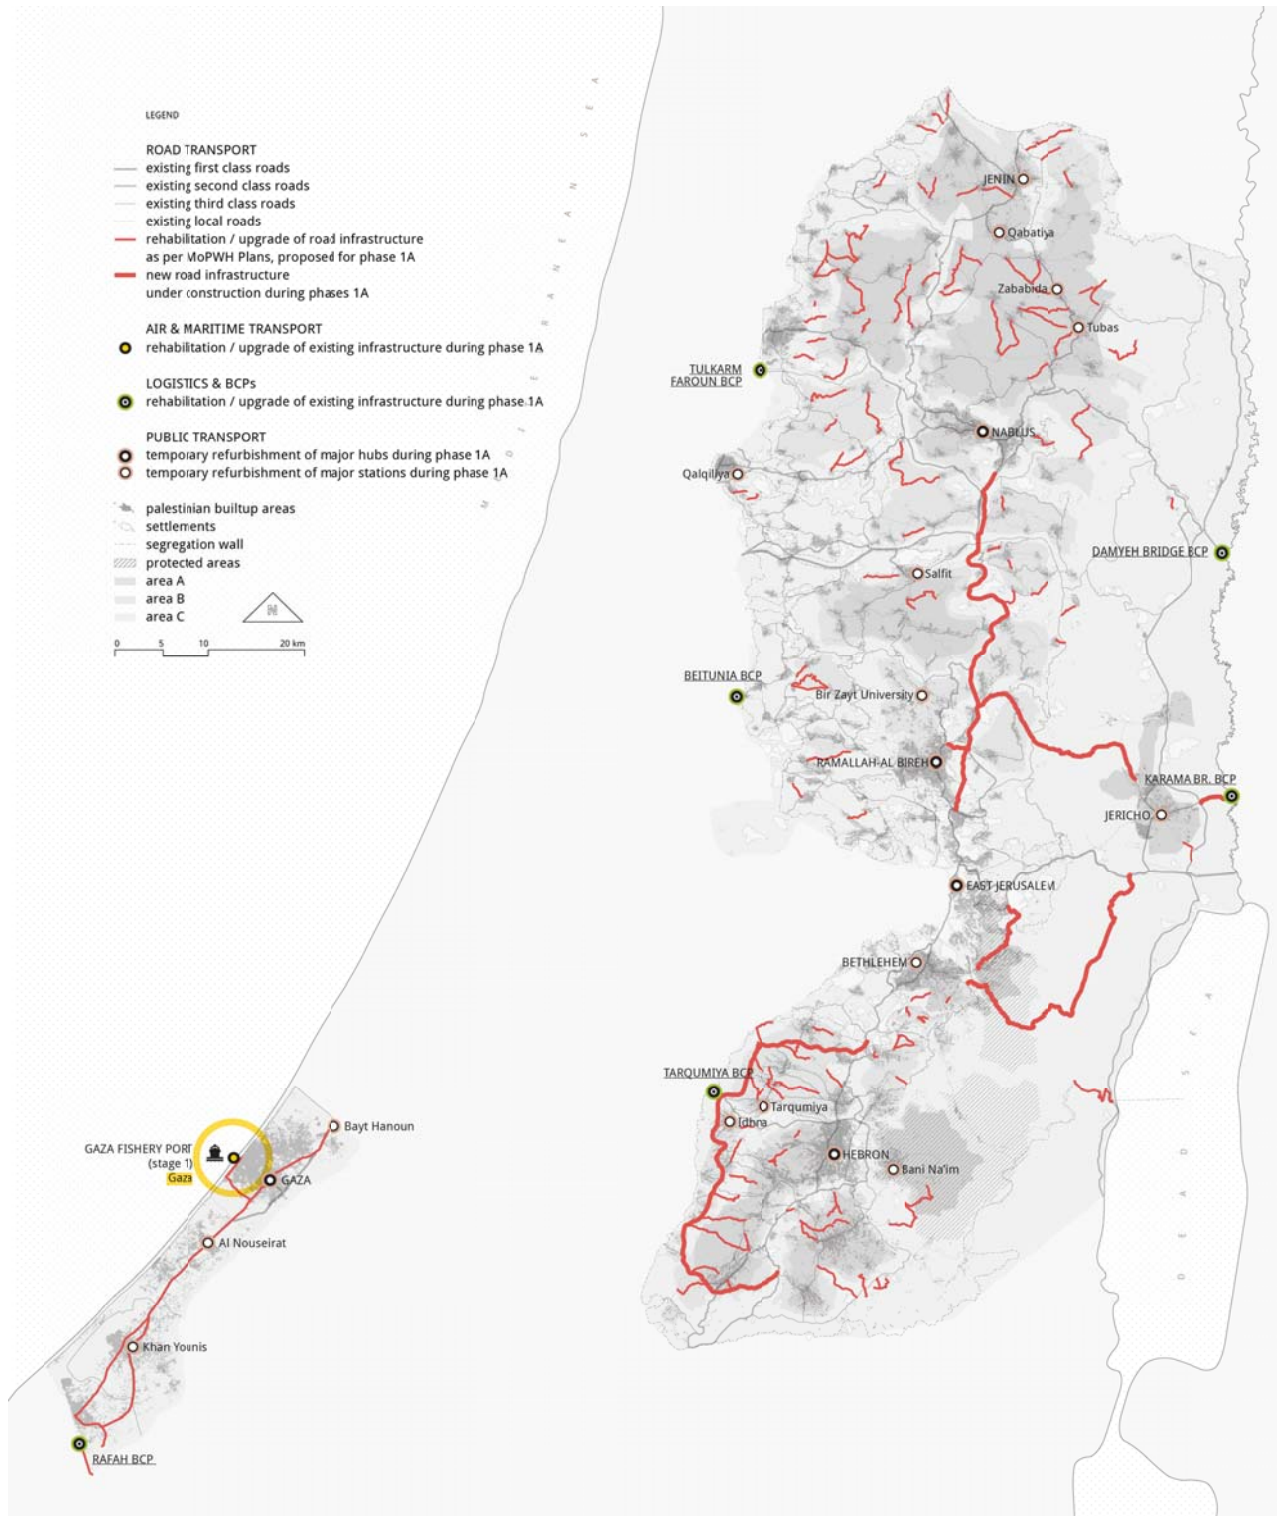 LEGEND
ROAD TRANSPORT
existing first class roads
existing second class roads
existing third class roads
existing local roads
rehabilitation / upgrade of road infrastructure
as per MoPWH Plans, proposed for phase 1A
new road infrastructure
under construction during phases 1A
AIR & MARITIME TRANSPORT
rehabilitation / upgrade of existing infrastructure during phase 1A
LOGISTICS & BCPs
rehabilitation / upgrade of existing infrastructure during phase 1A
PUBLIC TRANSPORT
temporary refurbishment of major hubs during phase 1A
temporary refurbishment of major stations during phase 1A
palestinian builtup areas
settlements
segregation wall
protected areas
area A
area B
area C
N
0 5 10 20 km
MEDITERRANEAN SEA
JENIN
Qabatiya
Zababida
Tubas
TULKARM
FAROUN BCP
NABLUS
Qalqiliya
DAMYEH BRIDGE BCP
Salfit
BEITUNIA BCP
Bir Zayt University
RAMALLAH-AL BIREH
KARAMA BR. BCP
JERICHO
EAST JERUSALEM
BETHLEHEM
TARQUMIYA BCP
Tarqumiya
Idhra
HEBRON
Bani Na'im
DEAD SEA
Bayt Hanoun
GAZA FISHERY PORT
(stage 1)
Gaza
GAZA
Al Nouseirat
Khan Younis
RAFAH BCP